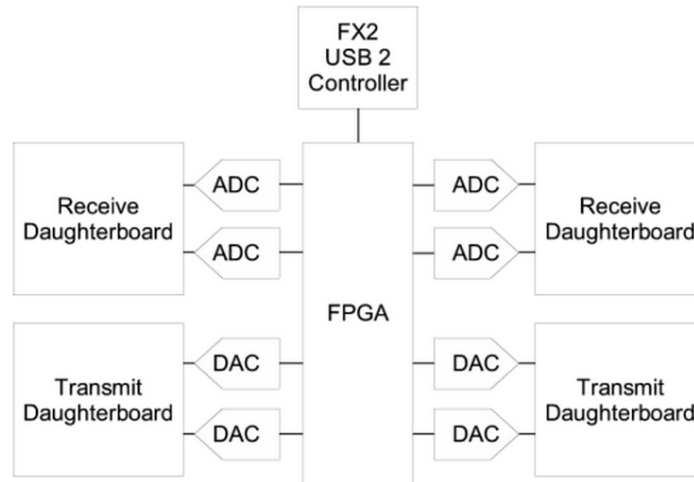 FX2
USB 2
Controller
Receive
Daughterboard
ADC
ADC
FPGA
ADC
ADC
Receive
Daughterboard
Transmit
Daughterboard
DAC
DAC
DAC
DAC
Transmit
Daughterboard